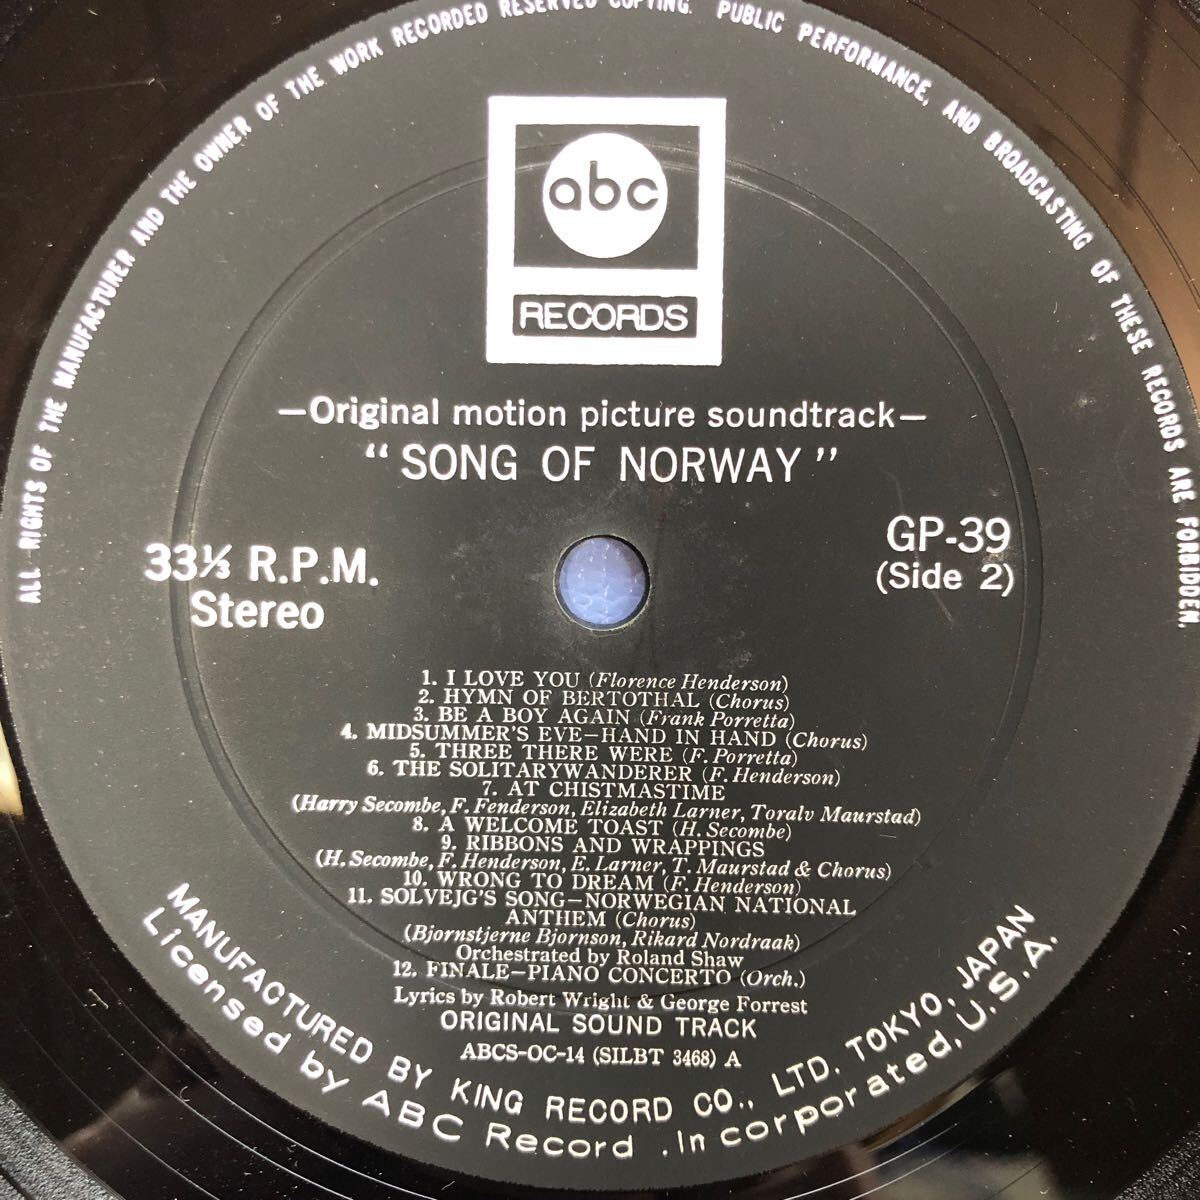 ALL RIGHTS OF THE MANUFACTURER AND THE OWNER OF THE WORK RECORDED RESERVED COPYING. PUBLIC PERFORMANCE, AND BROADCASTING OF THESE RECORDS ARE FORBIDDEN.
abc
RECORDS
—Original motion picture soundtrack—
"SONG OF NORWAY"
33⅓ R.P.M.
Stereo
GP-39
(Side 2)
1. I LOVE YOU (Florence Henderson)
2. HYMN OF BERTOTHAL (Chorus)
3. BE A BOY AGAIN (Frank Porretta)
4. MIDSUMMER'S EVE—HAND IN HAND (Chorus)
5. THREE THERE WERE (F. Porretta)
6. THE SOLITARYWANDERER (F. Henderson)
7. AT CHISTMASTIME
(Harry Secombe, F. Fenderson, Elizabeth Larner, Toralv Maurstad)
8. A WELCOME TOAST (H. Secombe)
9. RIBBONS AND WRAPPINGS
(H. Secombe, F. Henderson, E. Larner, T. Maurstad & Chorus)
10. WRONG TO DREAM (F. Henderson)
11. SOLVEJG'S SONG—NORWEGIAN NATIONAL
ANTHEM (Chorus)
(Bjornstjerne Bjornson, Rikard Nordraak)
Orchestrated by Roland Shaw
12. FINALE—PIANO CONCERTO (Orch.)
Lyrics by Robert Wright & George Forrest
ORIGINAL SOUND TRACK
ABCS-OC-14 (SILBT 3468) A
MANUFACTURED BY KING RECORD CO., LTD. TOKYO, JAPAN
Licensed by ABC Record .Incorporated, U.S.A.